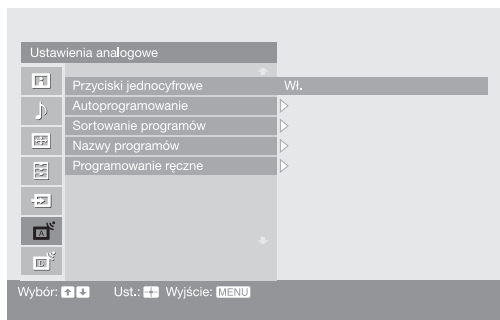 Ustawienia analogowe
Przyciski jednocyfrowe Wł.
Autoprogramowanie
Sortowanie programów
Nazwy programów
Programowanie ręczne
A
Wybór: Ust.: Wyjście: MENU